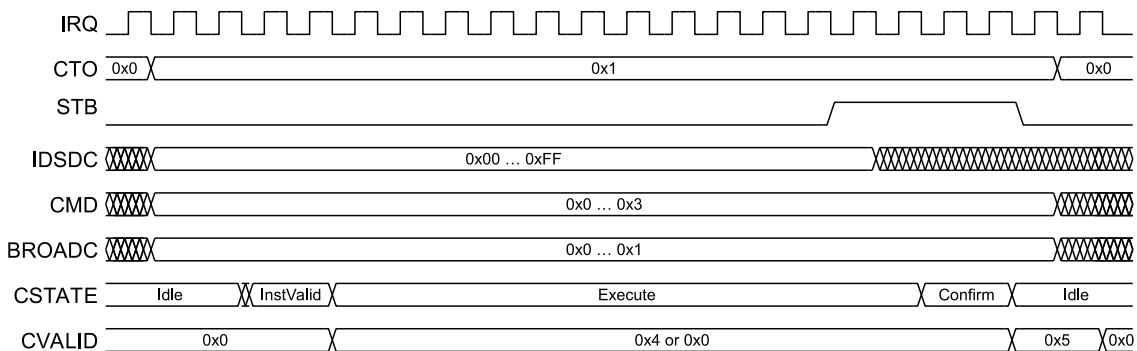 IRQ
CTO 0x0 0x1 0x0
STB
IDSDC 0x00 ... 0xFF
CMD 0x0 ... 0x3
BROADC 0x0 ... 0x1
CSTATE Idle InstValid Execute Confirm Idle
CVALID 0x0 0x4 or 0x0 0x5 0x0